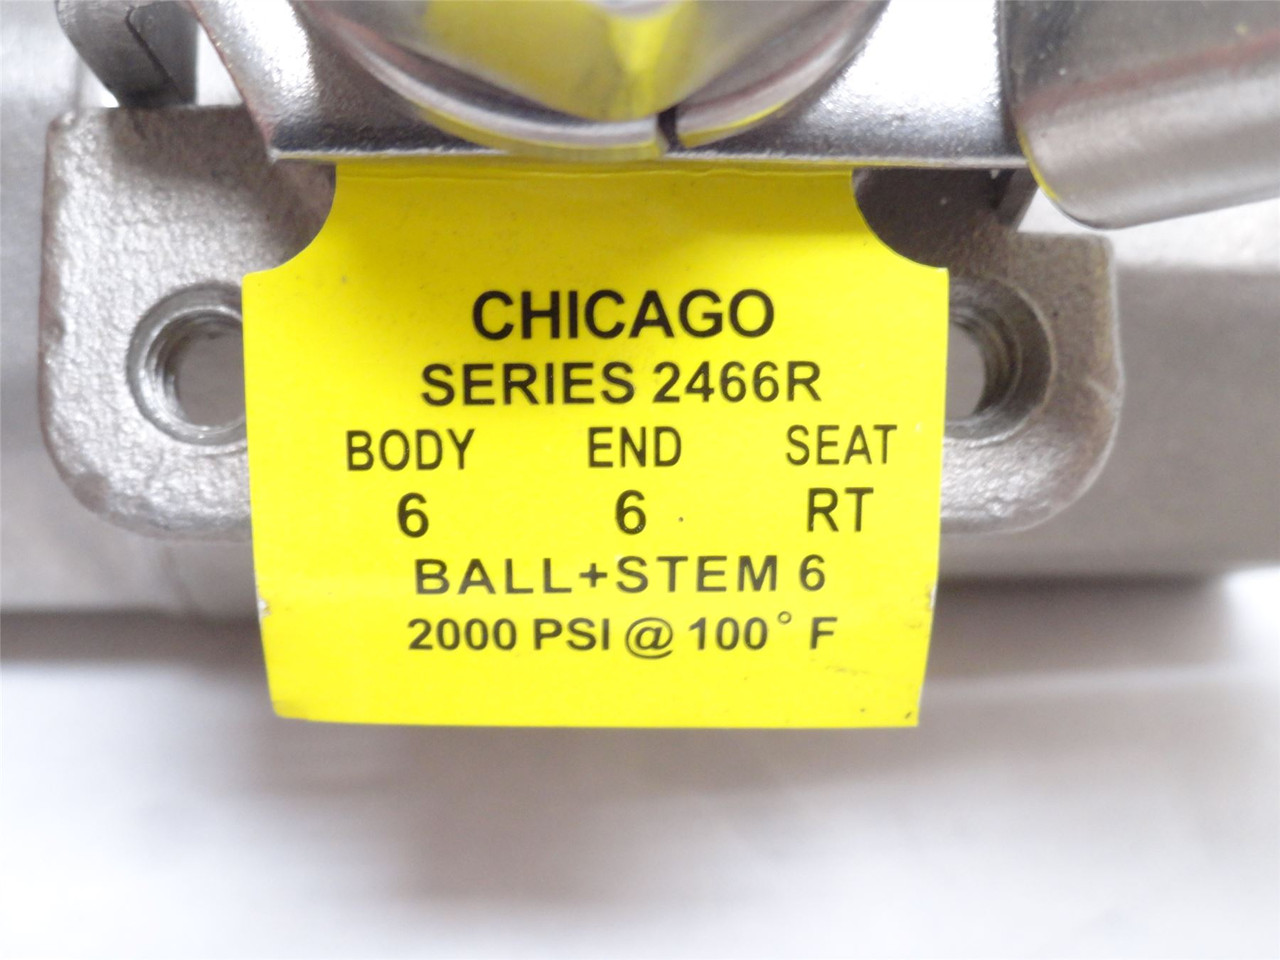 CHICAGO
SERIES 2466R
BODY END SEAT
6 6 RT
BALL+STEM 6
2000 PSI @ 100° F